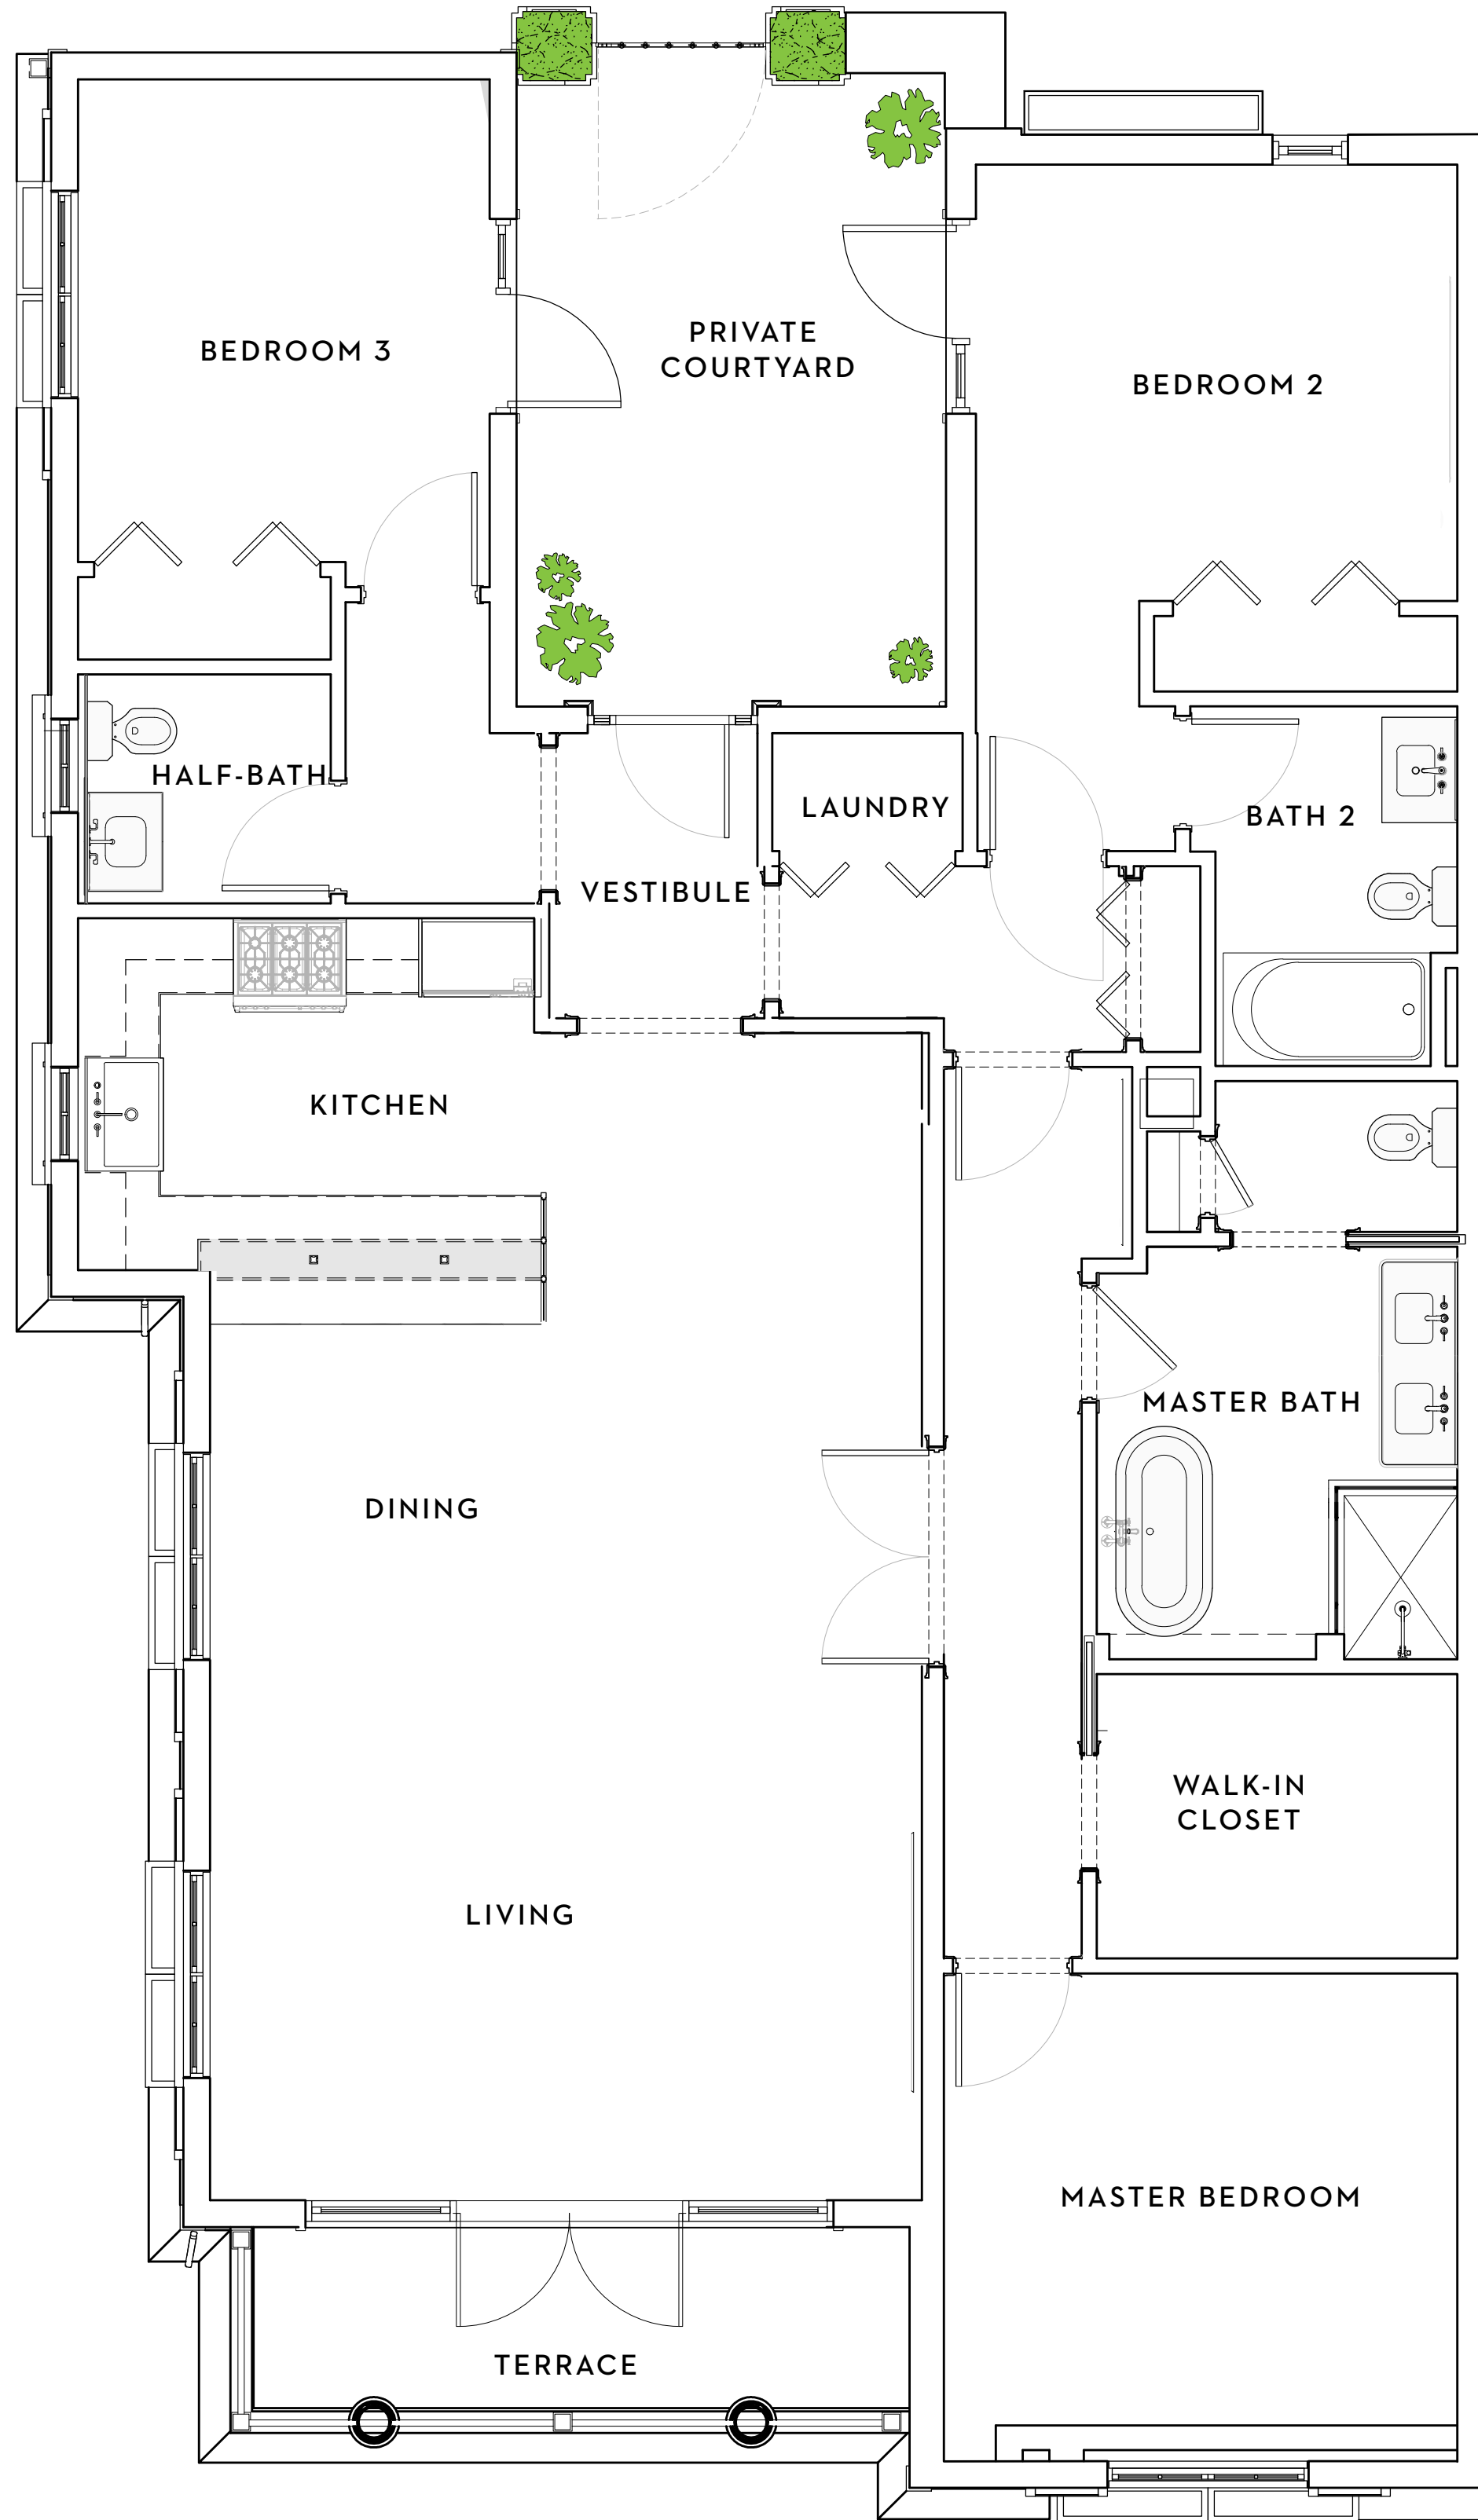 PRIVATE
COURTYARD
BEDROOM 3
BEDROOM 2
HALF-BATH
LAUNDRY
BATH 2
VESTIBULE
KITCHEN
MASTER BATH
DINING
WALK-IN
CLOSET
LIVING
MASTER BEDROOM
TERRACE